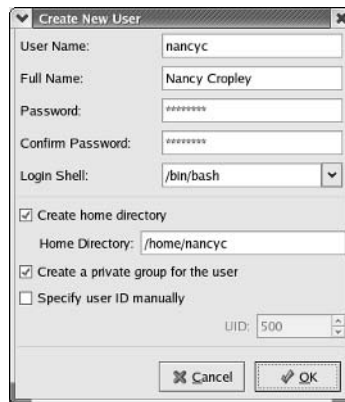 Create New User
User Name: nancyc
Full Name: Nancy Cropley
Password: ********
Confirm Password: ********
Login Shell: /bin/bash
Create home directory
Home Directory: /home/nancyc
Create a private group for the user
Specify user ID manually
UID: 500
Cancel OK